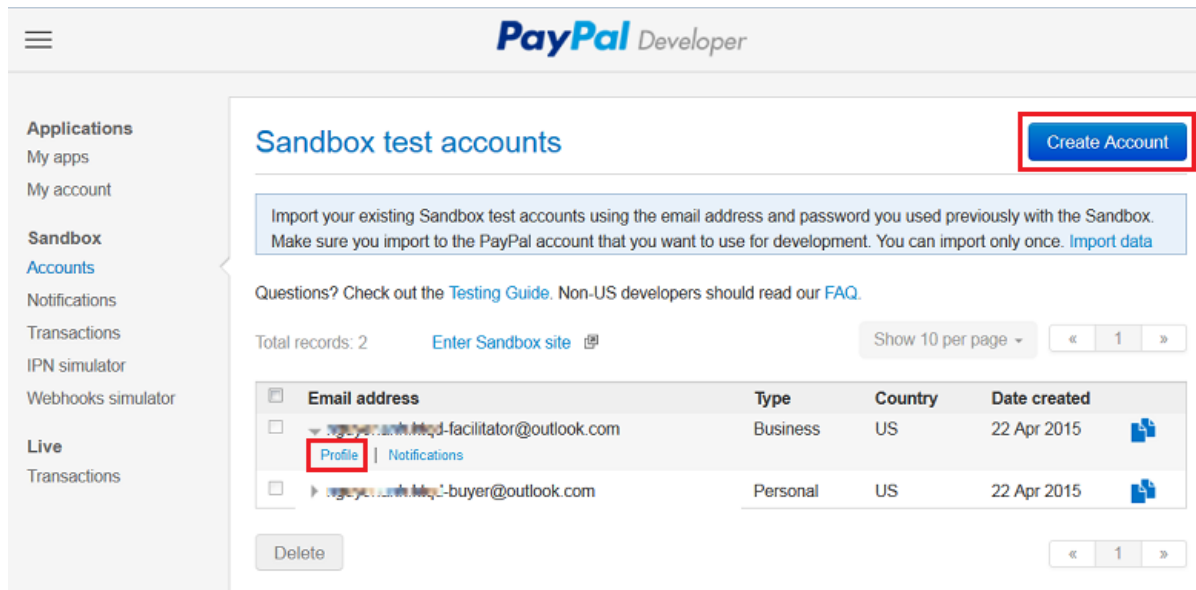 PayPal Developer
Applications
My apps
My account
Sandbox
Accounts
Notifications
Transactions
IPN simulator
Webhooks simulator
Live
Transactions
Sandbox test accounts
Create Account
Import your existing Sandbox test accounts using the email address and password you used previously with the Sandbox.
Make sure you import to the PayPal account that you want to use for development. You can import only once. Import data
Questions? Check out the Testing Guide. Non-US developers should read our FAQ.
Total records: 2 Enter Sandbox site Show 10 per page « 1 »
Email address Type Country Date created
-facilitator@outlook.com Business US 22 Apr 2015
Profile | Notifications
-buyer@outlook.com Personal US 22 Apr 2015
Delete « 1 »